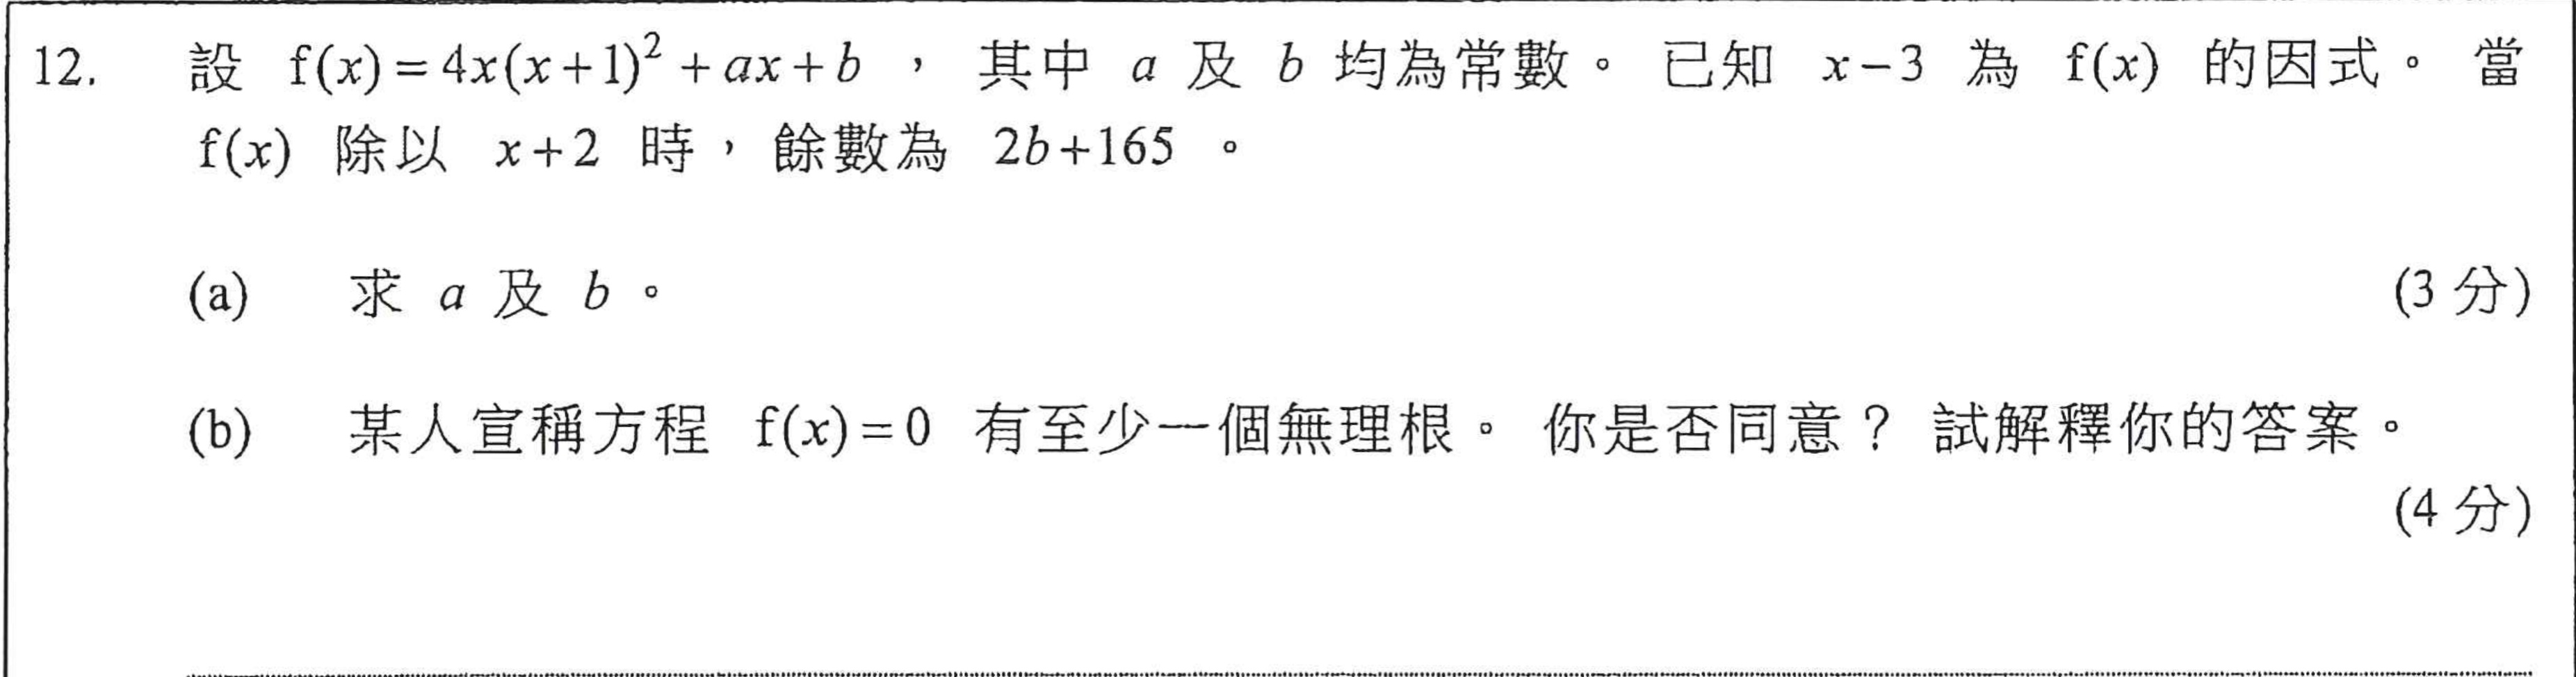 12. 設 f(x)=4x(x+1)²+ax+b ， 其中 a 及 b 均為常數。 已知 x−3 為 f(x) 的因式。 當
f(x) 除以 x+2 時，餘數為 2b+165 。
(a) 求 a 及 b 。 (3 分)
(b) 某人宣稱方程 f(x)=0 有至少一個無理根。 你是否同意？ 試解釋你的答案。
(4 分)